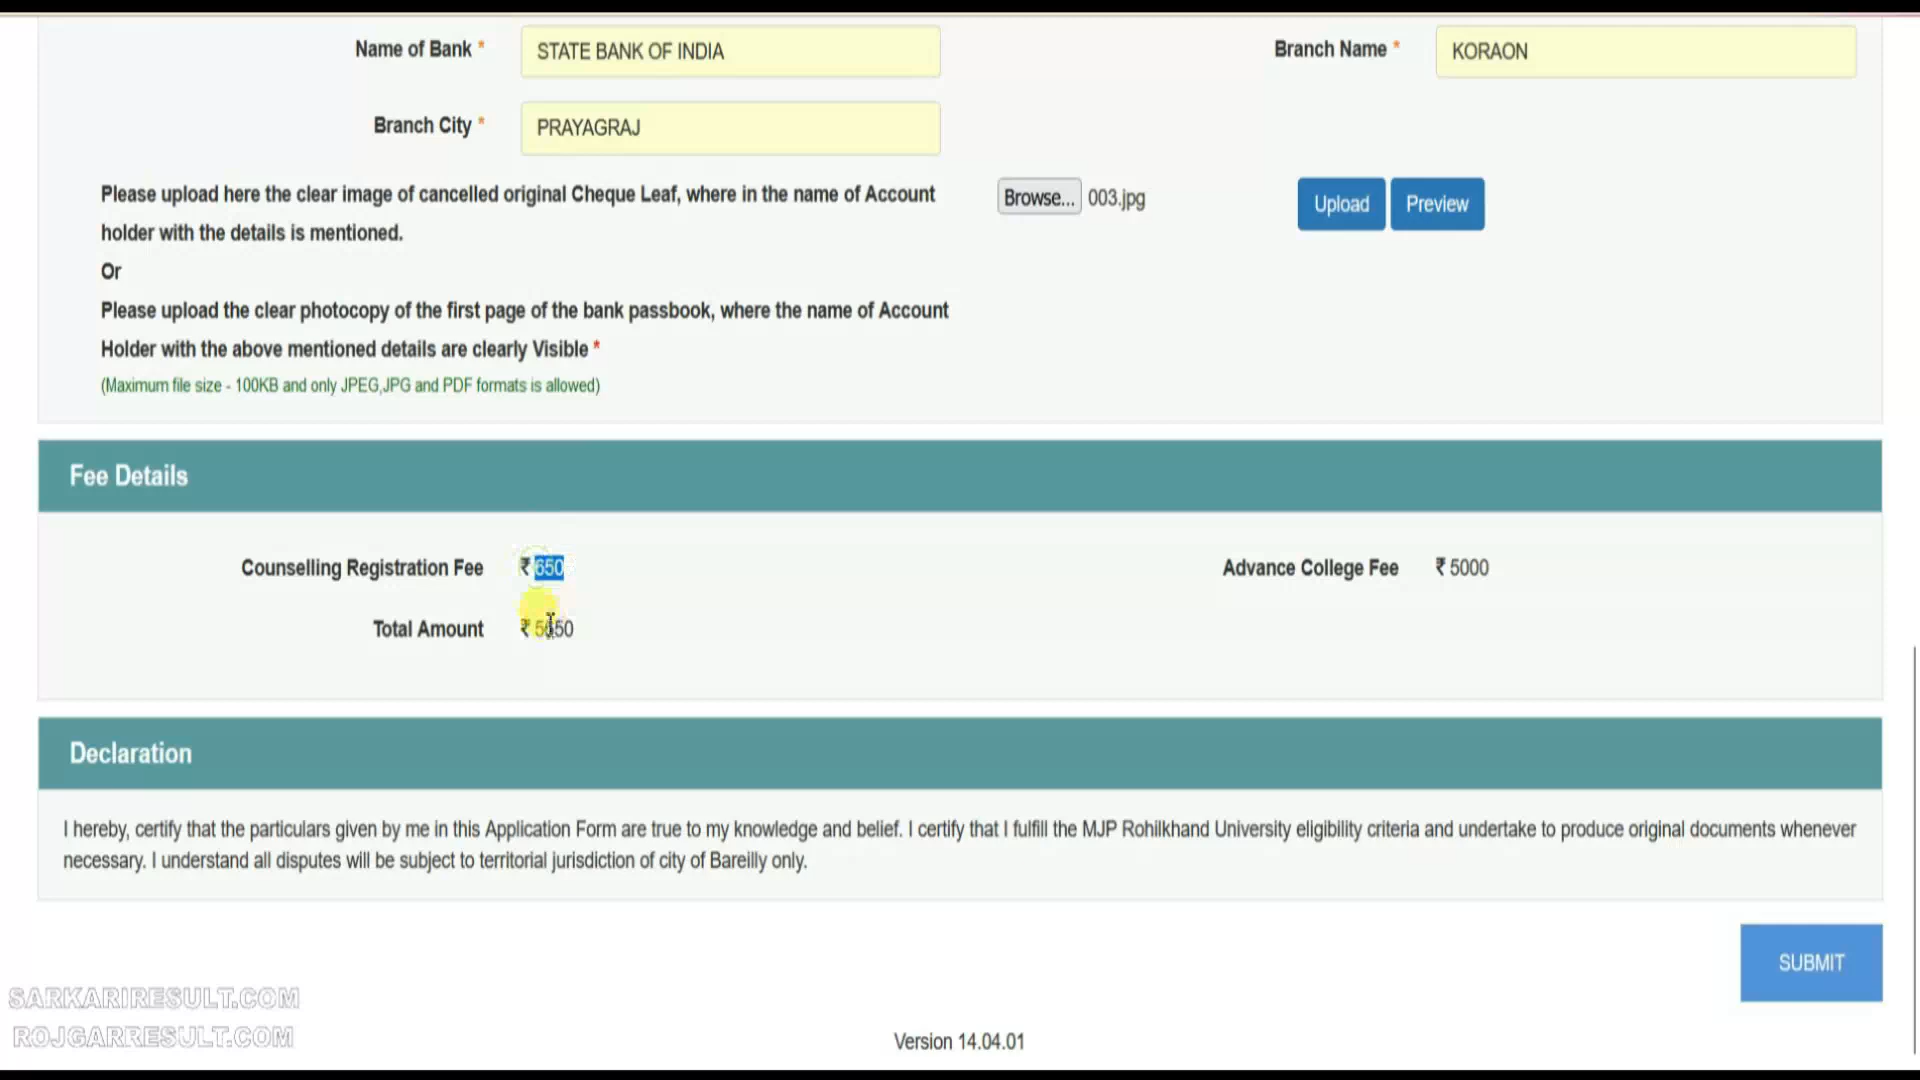 Name of Bank * STATE BANK OF INDIA Branch Name * KORAON
Branch City * PRAYAGRAJ
Please upload here the clear image of cancelled original Cheque Leaf, where in the name of Account
holder with the details is mentioned.
Browse... 003.jpg Upload Preview
Or
Please upload the clear photocopy of the first page of the bank passbook, where the name of Account
Holder with the above mentioned details are clearly Visible *
(Maximum file size - 100KB and only JPEG,JPG and PDF formats is allowed)
Fee Details
Counselling Registration Fee ₹ 650 Advance College Fee ₹ 5000
Total Amount ₹ 5650
Declaration
I hereby, certify that the particulars given by me in this Application Form are true to my knowledge and belief. I certify that I fulfill the MJP Rohilkhand University eligibility criteria and undertake to produce original documents whenever
necessary. I understand all disputes will be subject to territorial jurisdiction of city of Bareilly only.
SUBMIT
SARKARIRESULT.COM
ROJGARRESULT.COM
Version 14.04.01